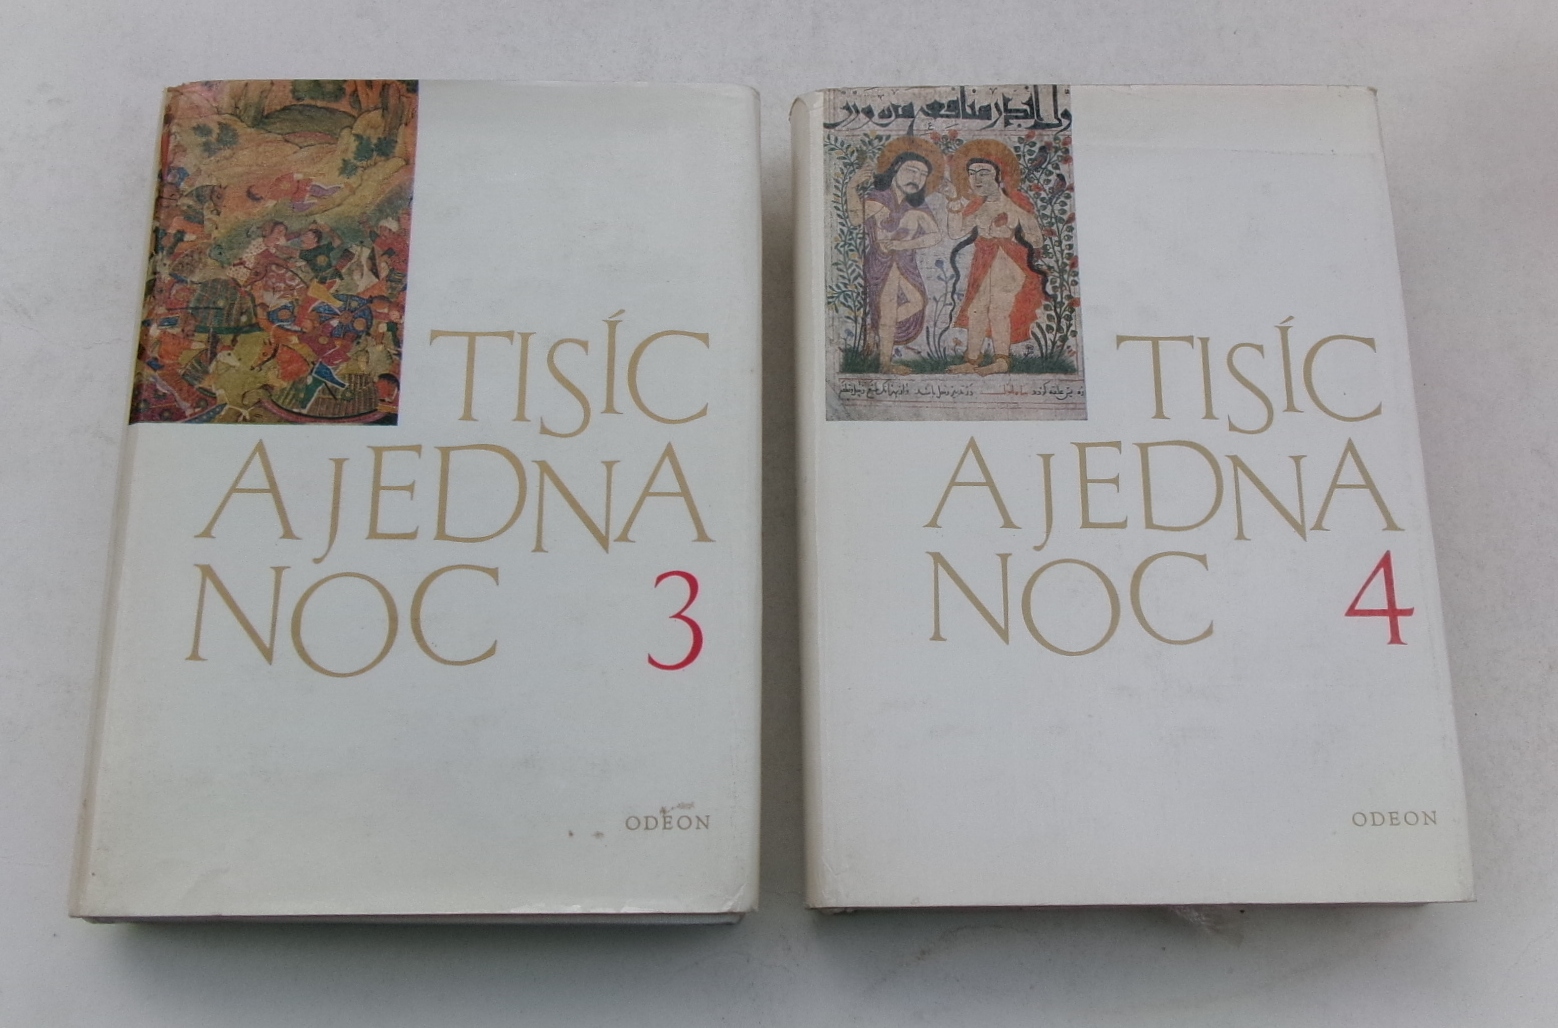 TISÍC
A JEDNA
NOC 3
ODEON
TISÍC
A JEDNA
NOC 4
ODEON